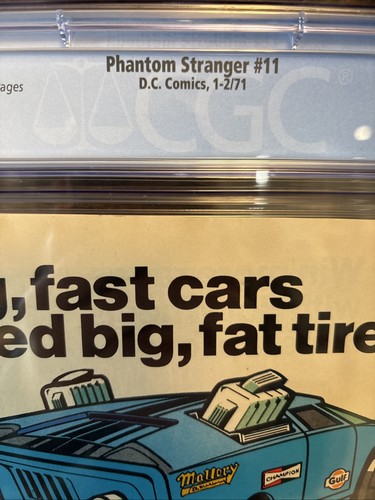 Phantom Stranger #11
D.C. Comics, 1-2/71
ages
CGC®
, fast cars
ed big, fat tire
Mallory
CHAMPION
Gulf